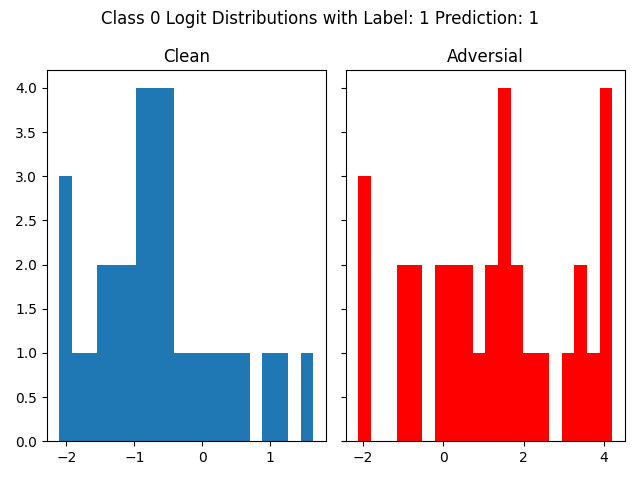 Class 0 Logit Distributions with Label: 1 Prediction: 1
Clean
Adversial
4.0
3.5
3.0
2.5
2.0
1.5
1.0
0.5
0.0
−2 −1 0 1
−2 0 2 4